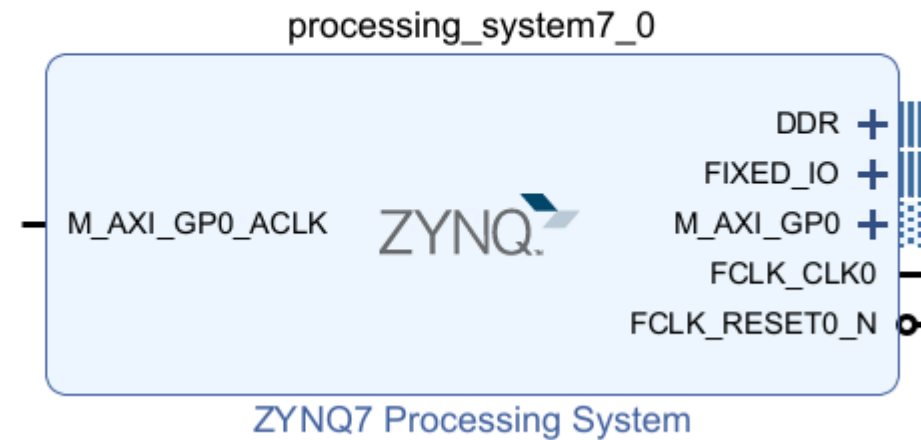 processing_system7_0
DDR
FIXED_IO
M_AXI_GP0_ACLK
ZYNQ
M_AXI_GP0
FCLK_CLK0
FCLK_RESET0_N
ZYNQ7 Processing System